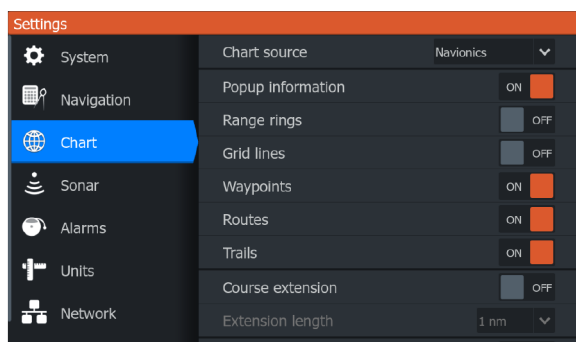 Settings
System
Navigation
Chart
Sonar
Alarms
Units
Network
Chart source Navionics
Popup information ON
Range rings OFF
Grid lines OFF
Waypoints ON
Routes ON
Trails ON
Course extension OFF
Extension length 1 nm